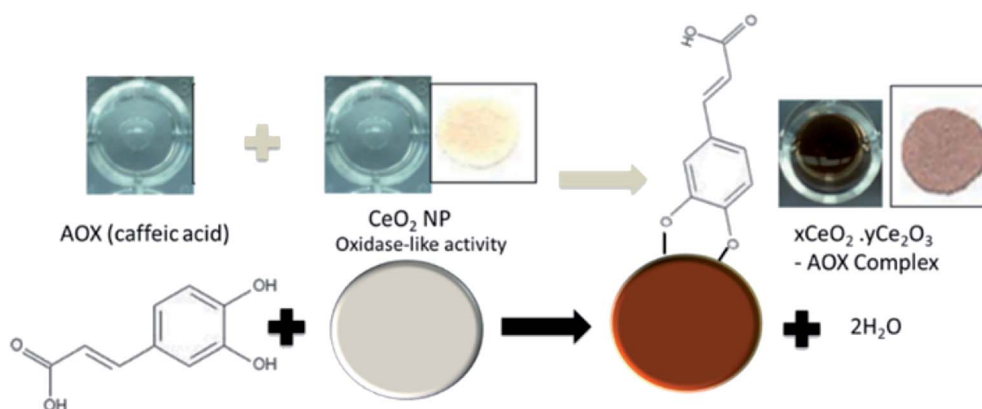 AOX (caffeic acid)
CeO₂ NP
Oxidase-like activity
xCeO₂ .yCe₂O₃
- AOX Complex
OH
OH
O
OH
HO
O
O
O
2H₂O